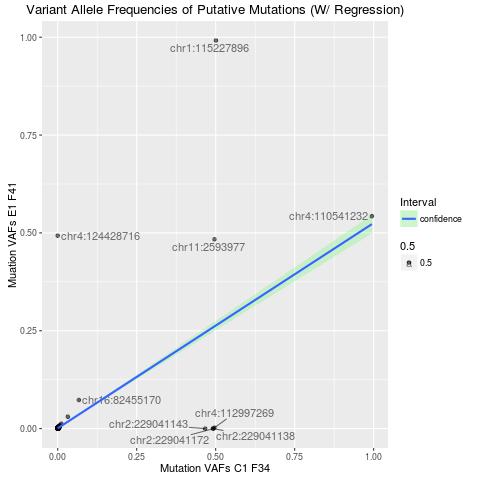 Variant Allele Frequencies of Putative Mutations (W/ Regression)
1.00
chr1:115227896
0.75
Muation VAFs E1 F41
chr4:110541232
chr4:124428716
0.50
chr11:2593977
0.25
chr16:82455170
chr4:112997269
chr2:229041143
0.00
chr2:229041172
chr2:229041138
0.00 0.25 0.50 0.75 1.00
Mutation VAFs C1 F34
Interval
confidence
0.5
0.5